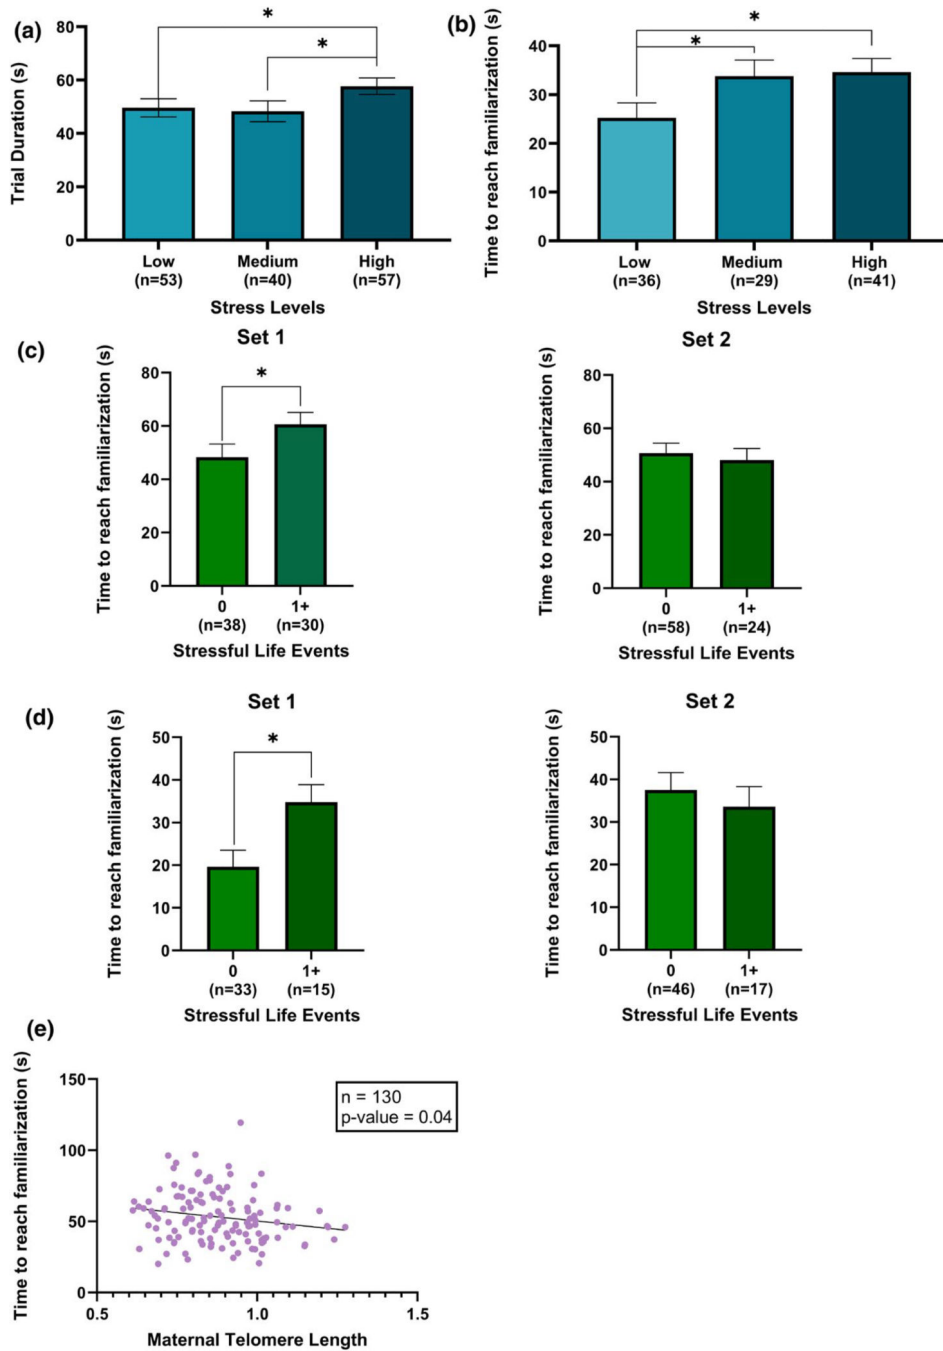 (a)
Trial Duration (s)
80
60
40
20
0
*
*
Low
(n=53)
Medium
(n=40)
High
(n=57)
Stress Levels
(b)
Time to reach familiarization (s)
40
30
20
10
0
*
*
Low
(n=36)
Medium
(n=29)
High
(n=41)
Stress Levels
(c)
Set 1
Time to reach familiarization (s)
80
60
40
20
0
*
0
(n=38)
1+
(n=30)
Stressful Life Events
Set 2
Time to reach familiarization (s)
80
60
40
20
0
0
(n=58)
1+
(n=24)
Stressful Life Events
(d)
Set 1
Time to reach familiarization (s)
50
40
30
20
10
0
*
0
(n=33)
1+
(n=15)
Stressful Life Events
Set 2
Time to reach familiarization (s)
50
40
30
20
10
0
0
(n=46)
1+
(n=17)
Stressful Life Events
(e)
Time to reach familiarization (s)
150
100
50
0
n = 130
p-value = 0.04
0.5
1.0
1.5
Maternal Telomere Length